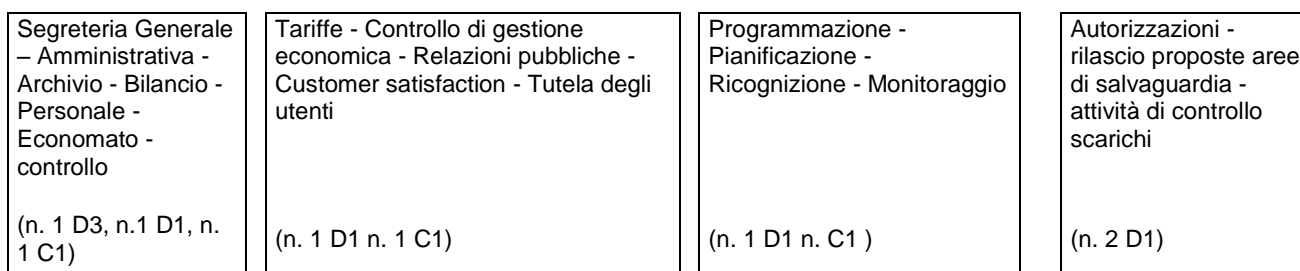 Segreteria Generale
– Amministrativa -
Archivio - Bilancio -
Personale -
Economato -
controllo
(n. 1 D3, n.1 D1, n.
1 C1)
Tariffe - Controllo di gestione
economica - Relazioni pubbliche -
Customer satisfaction - Tutela degli
utenti
(n. 1 D1 n. 1 C1)
Programmazione -
Pianificazione -
Ricognizione - Monitoraggio
(n. 1 D1 n. C1 )
Autorizzazioni -
rilascio proposte aree
di salvaguardia -
attività di controllo
scarichi
(n. 2 D1)